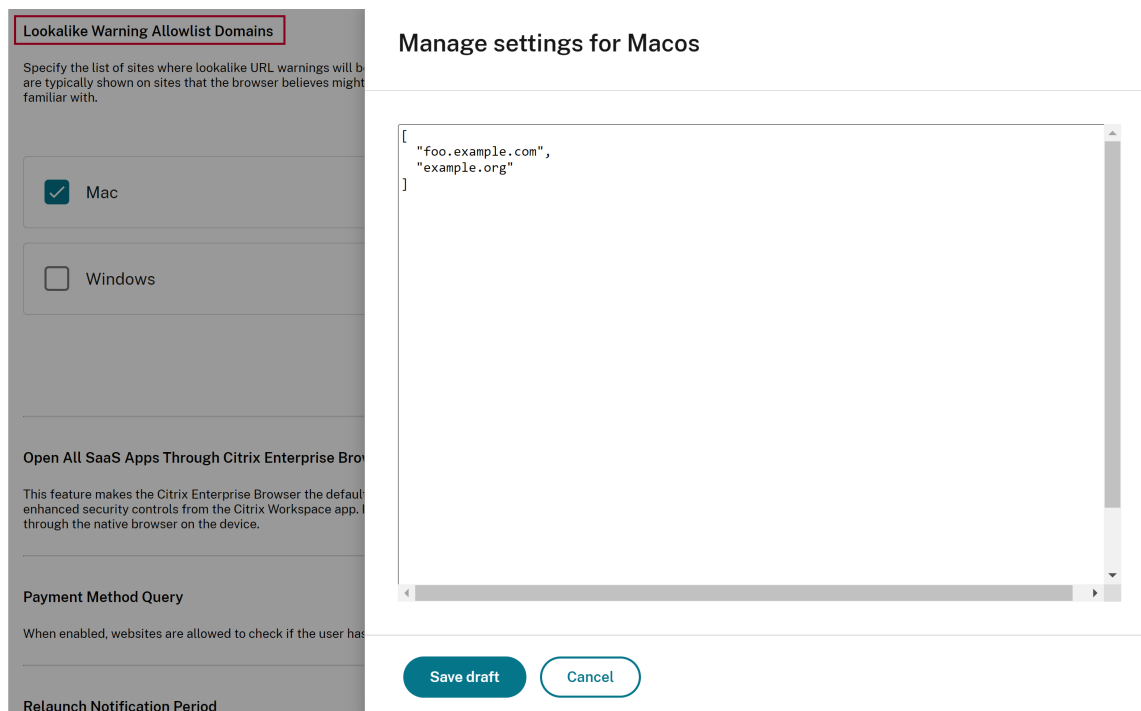 Lookalike Warning Allowlist Domains
Specify the list of sites where lookalike URL warnings will
are typically shown on sites that the browser believes might
familiar with.
Mac
Windows
Open All SaaS Apps Through Citrix Enterprise
This feature makes the Citrix Enterprise Browser the
enhanced security controls from the Citrix Workspace app.
through the native browser on the device.
Payment Method Query
When enabled, websites are allowed to check if the user has
Relaunch Notification Period
Manage settings for Macos
[
"foo.example.com",
"example.org"
]
Save draft
Cancel